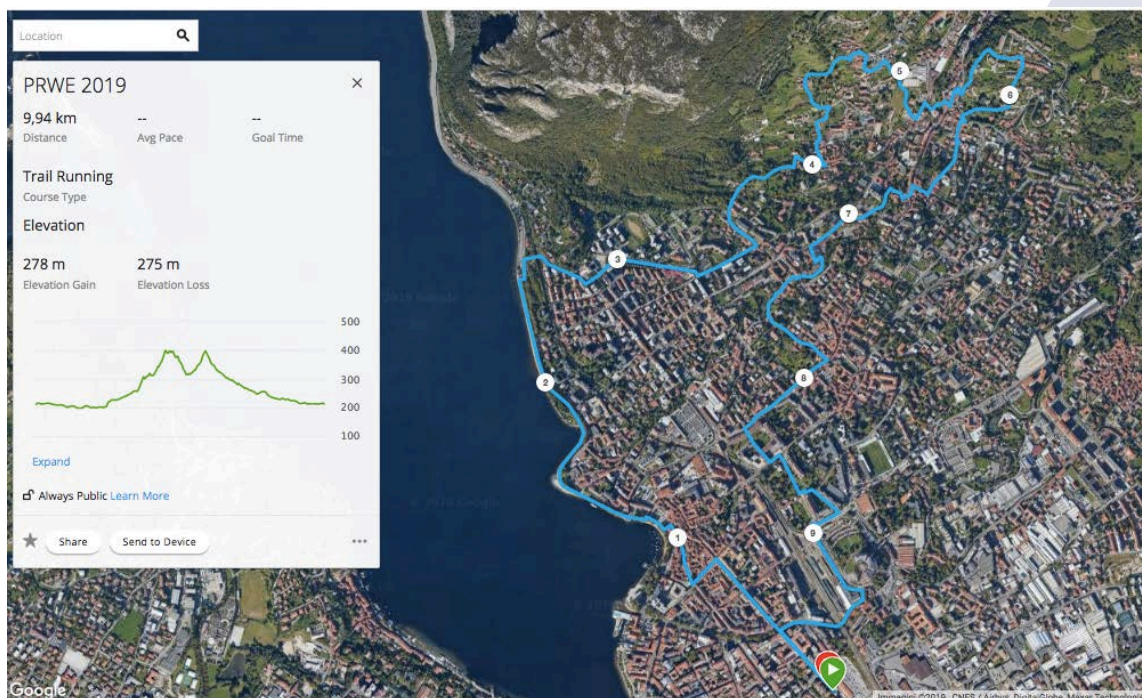 Location
PRWE 2019
9,94 km -- --
Distance Avg Pace Goal Time
Trail Running
Course Type
Elevation
278 m 275 m
Elevation Gain Elevation Loss
500
400
300
200
100
Expand
Always Public Learn More
Share Send to Device
5
6
4
7
3
2
8
1
9
Google